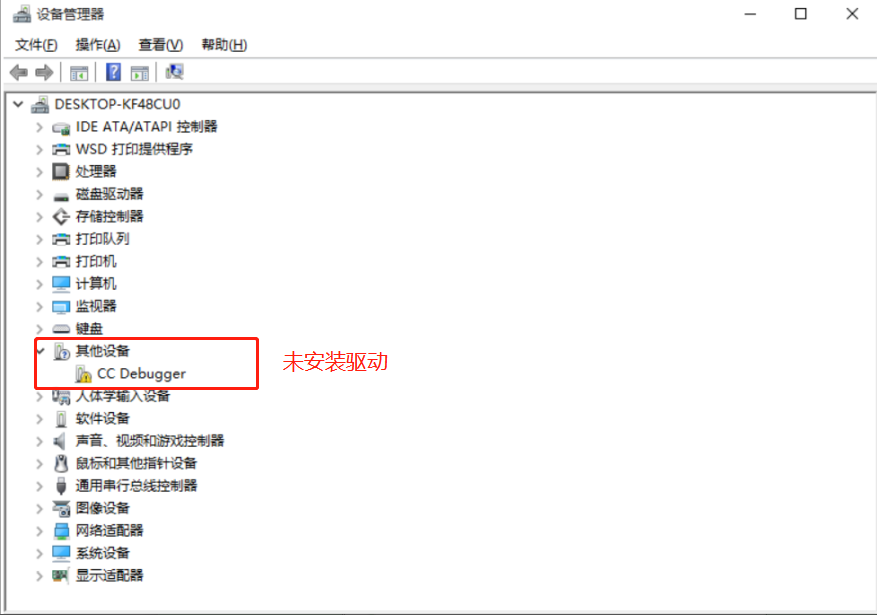 设备管理器
文件(F) 操作(A) 查看(V) 帮助(H)
DESKTOP-KF48CU0
IDE ATA/ATAPI 控制器
WSD 打印提供程序
处理器
磁盘驱动器
存储控制器
打印队列
打印机
计算机
监视器
键盘
其他设备
未安装驱动
CC Debugger
人体学输入设备
软件设备
声音、视频和游戏控制器
鼠标和其他指针设备
通用串行总线控制器
图像设备
网络适配器
系统设备
显示适配器